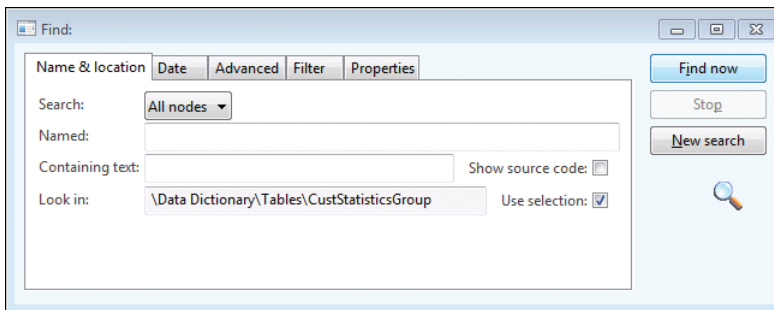 Find:
Name & location Date Advanced Filter Properties
Find now
Search: All nodes
Stop
Named:
New search
Containing text: Show source code:
Look in: \Data Dictionary\Tables\CustStatisticsGroup Use selection: